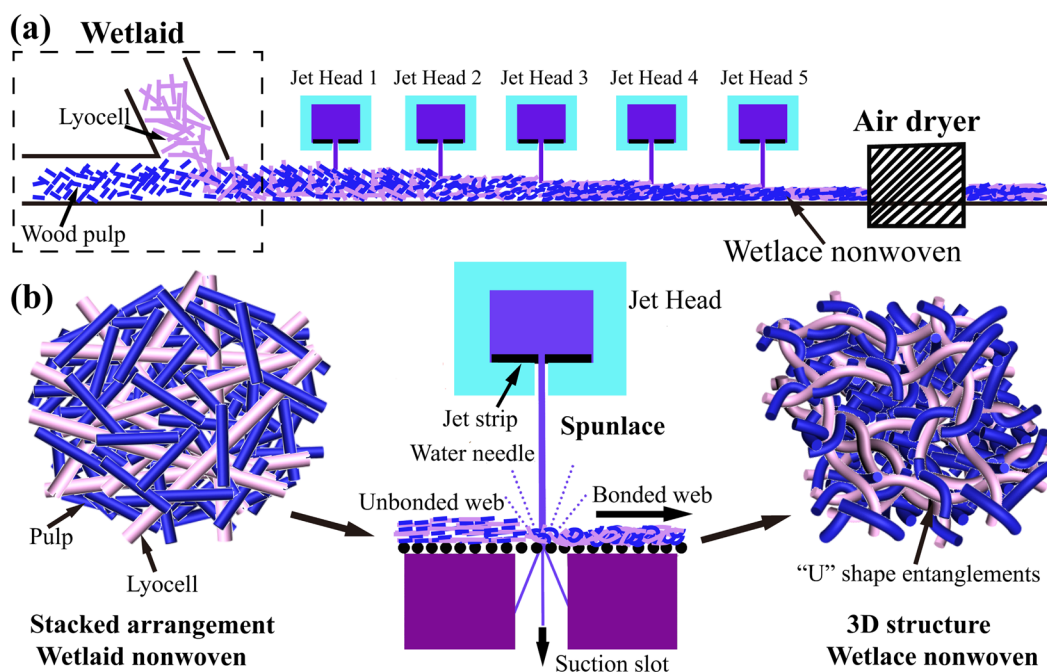 (a)
Wetlaid
Lyocell
Wood pulp
Jet Head 1
Jet Head 2
Jet Head 3
Jet Head 4
Jet Head 5
Air dryer
Wetlace nonwoven
(b)
Pulp
Lyocell
Stacked arrangement
Wetlaid nonwoven
Jet Head
Jet strip
Spunlace
Water needle
Unbonded web
Bonded web
Suction slot
“U” shape entanglements
3D structure
Wetlace nonwoven